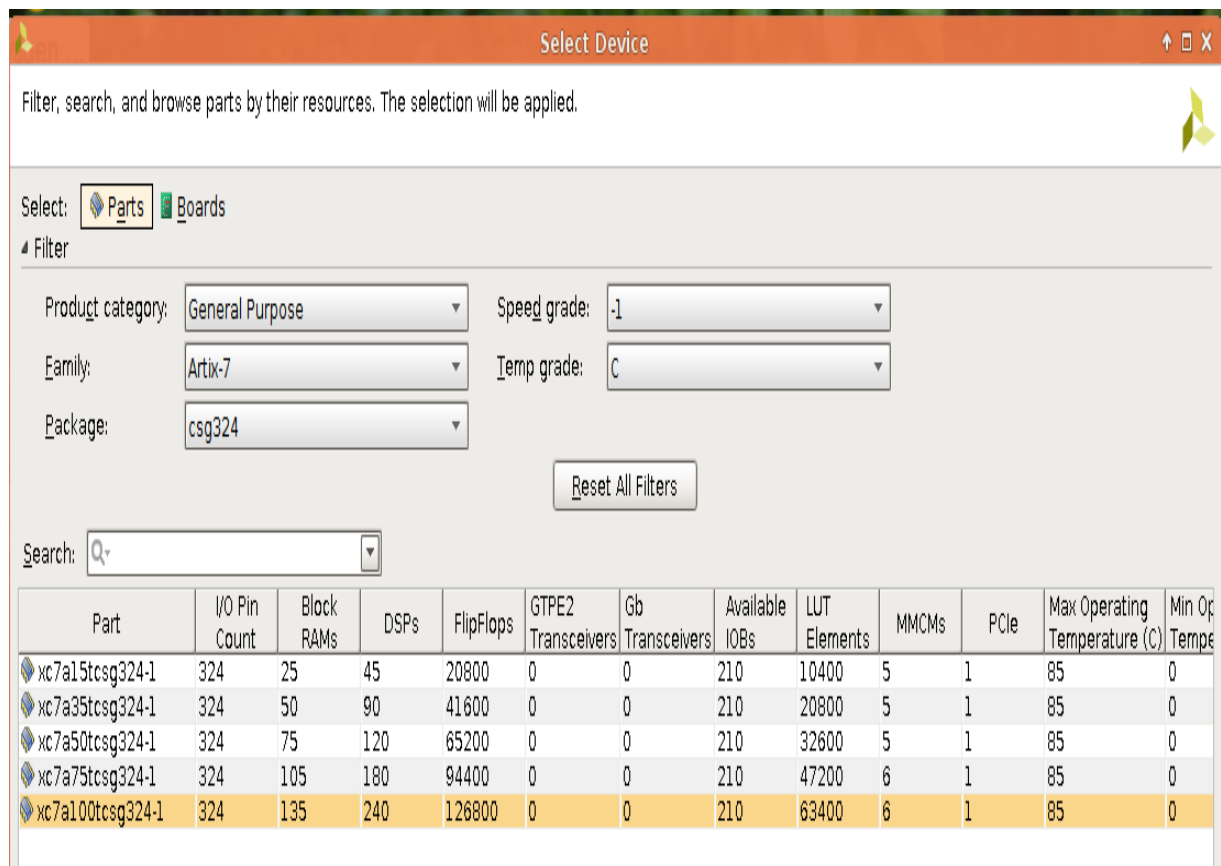 Select Device
Filter, search, and browse parts by their resources. The selection will be applied.
Select: Parts Boards
Filter
Product category: General Purpose Speed grade: -1
Family: Artix-7 Temp grade: C
Package: csg324
Reset All Filters
Search:
Part I/O Pin Count Block RAMs DSPs FlipFlops GTPE2 Transceivers Gb Transceivers Available IOBs LUT Elements MMCMs PCIe Max Operating Temperature (C) Min Op Tempe
xc7a15tcsg324-1 324 25 45 20800 0 0 210 10400 5 1 85 0
xc7a35tcsg324-1 324 50 90 41600 0 0 210 20800 5 1 85 0
xc7a50tcsg324-1 324 75 120 65200 0 0 210 32600 5 1 85 0
xc7a75tcsg324-1 324 105 180 94400 0 0 210 47200 6 1 85 0
xc7a100tcsg324-1 324 135 240 126800 0 0 210 63400 6 1 85 0